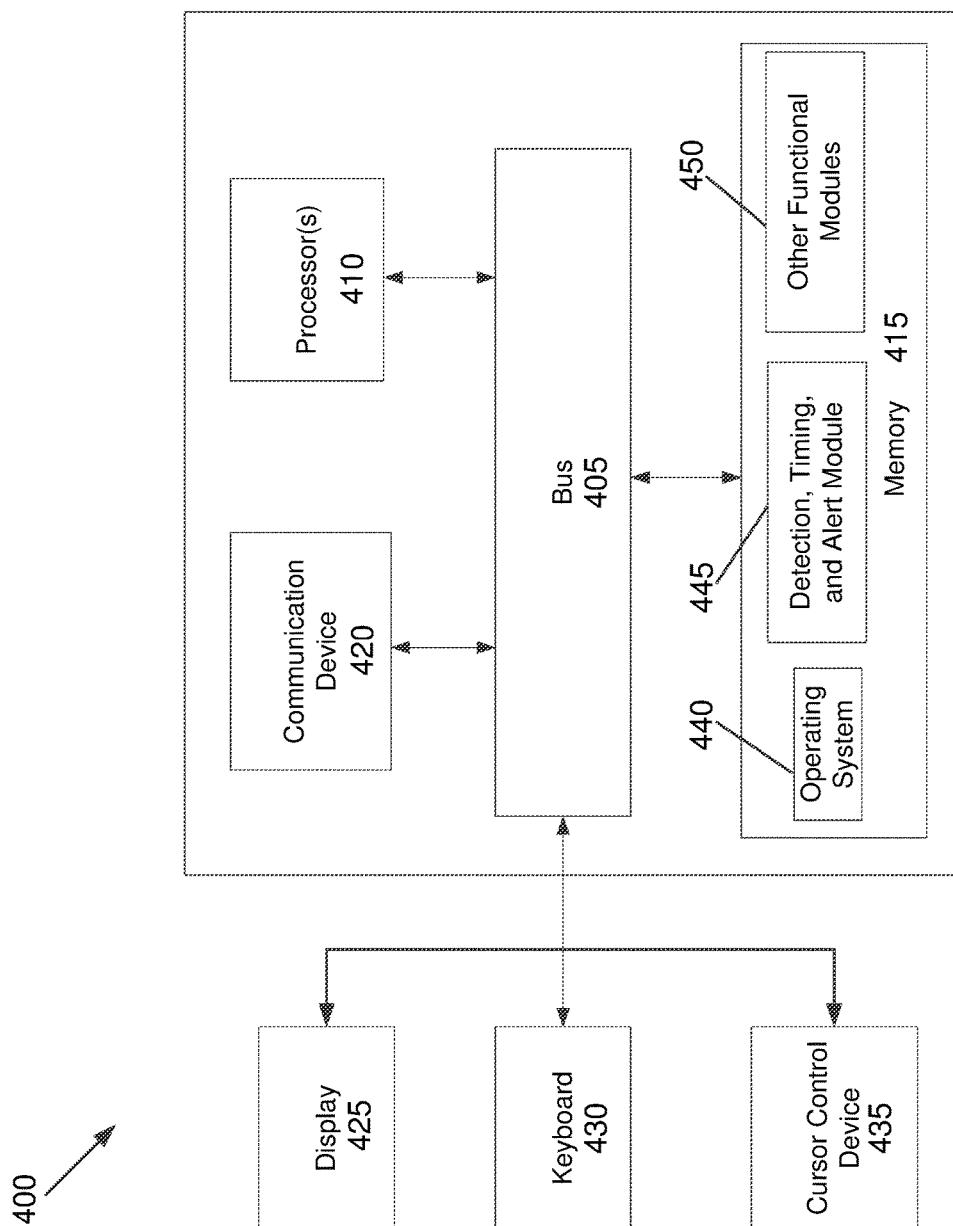 400
Display
425
Keyboard
430
Cursor Control
Device
435
Communication
Device
420
Processor(s)
410
Bus
405
440
445
450
Operating
System
Detection, Timing,
and Alert Module
Other Functional
Modules
Memory 415